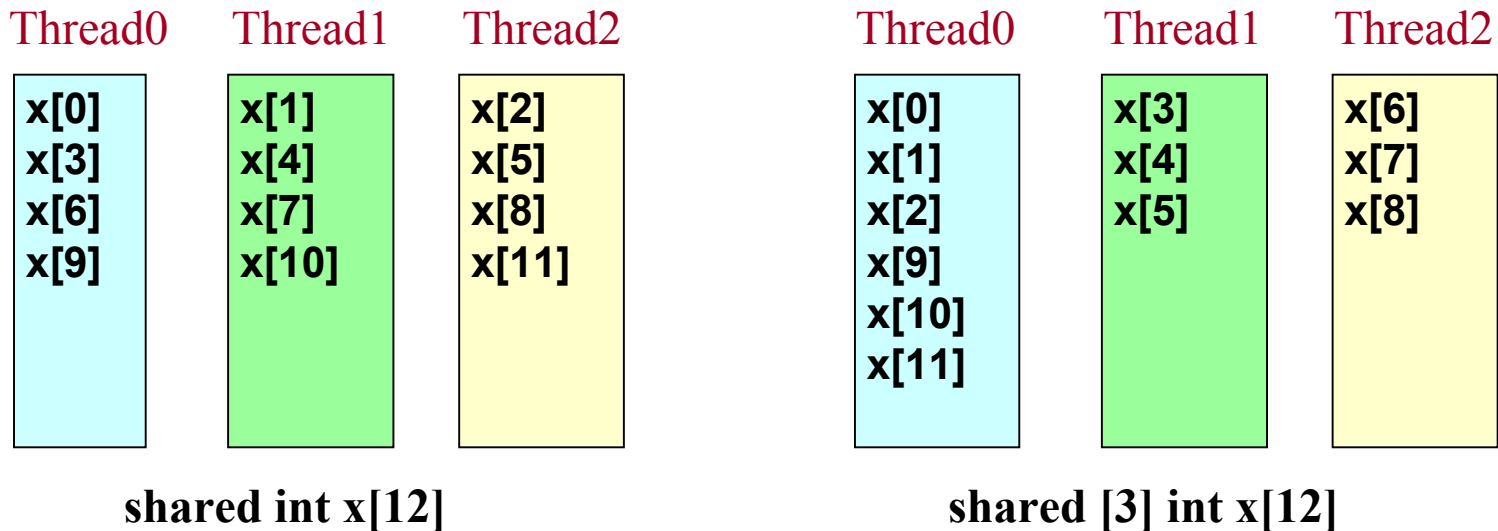 Thread0 Thread1 Thread2
x[0] x[1] x[2]
x[3] x[4] x[5]
x[6] x[7] x[8]
x[9] x[10] x[11]
shared int x[12]
Thread0 Thread1 Thread2
x[0] x[3] x[6]
x[1] x[4] x[7]
x[2] x[5] x[8]
x[9]
x[10]
x[11]
shared [3] int x[12]